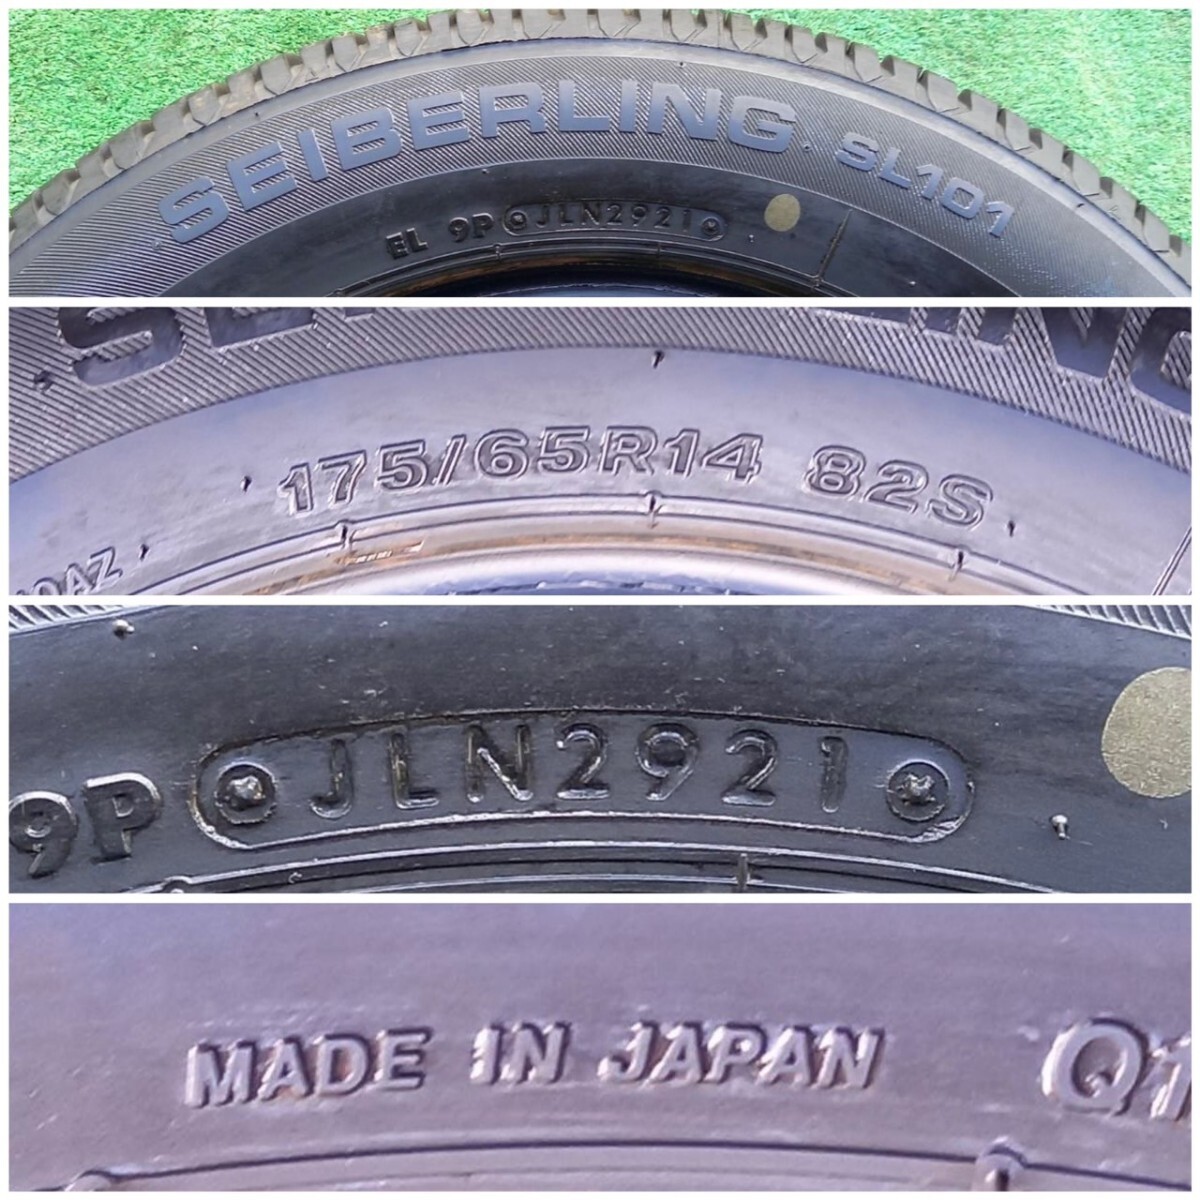 SEIBERLING SL101
EL 9P JLN2921
175/65R14 82S
9P JLN2921
MADE IN JAPAN